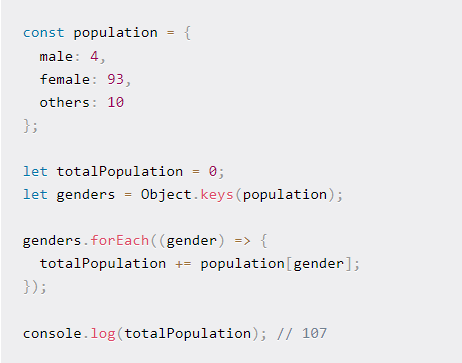 const population = {
  male: 4,
  female: 93,
  others: 10
};

let totalPopulation = 0;
let genders = Object.keys(population);

genders.forEach((gender) => {
  totalPopulation += population[gender];
});

console.log(totalPopulation); // 107